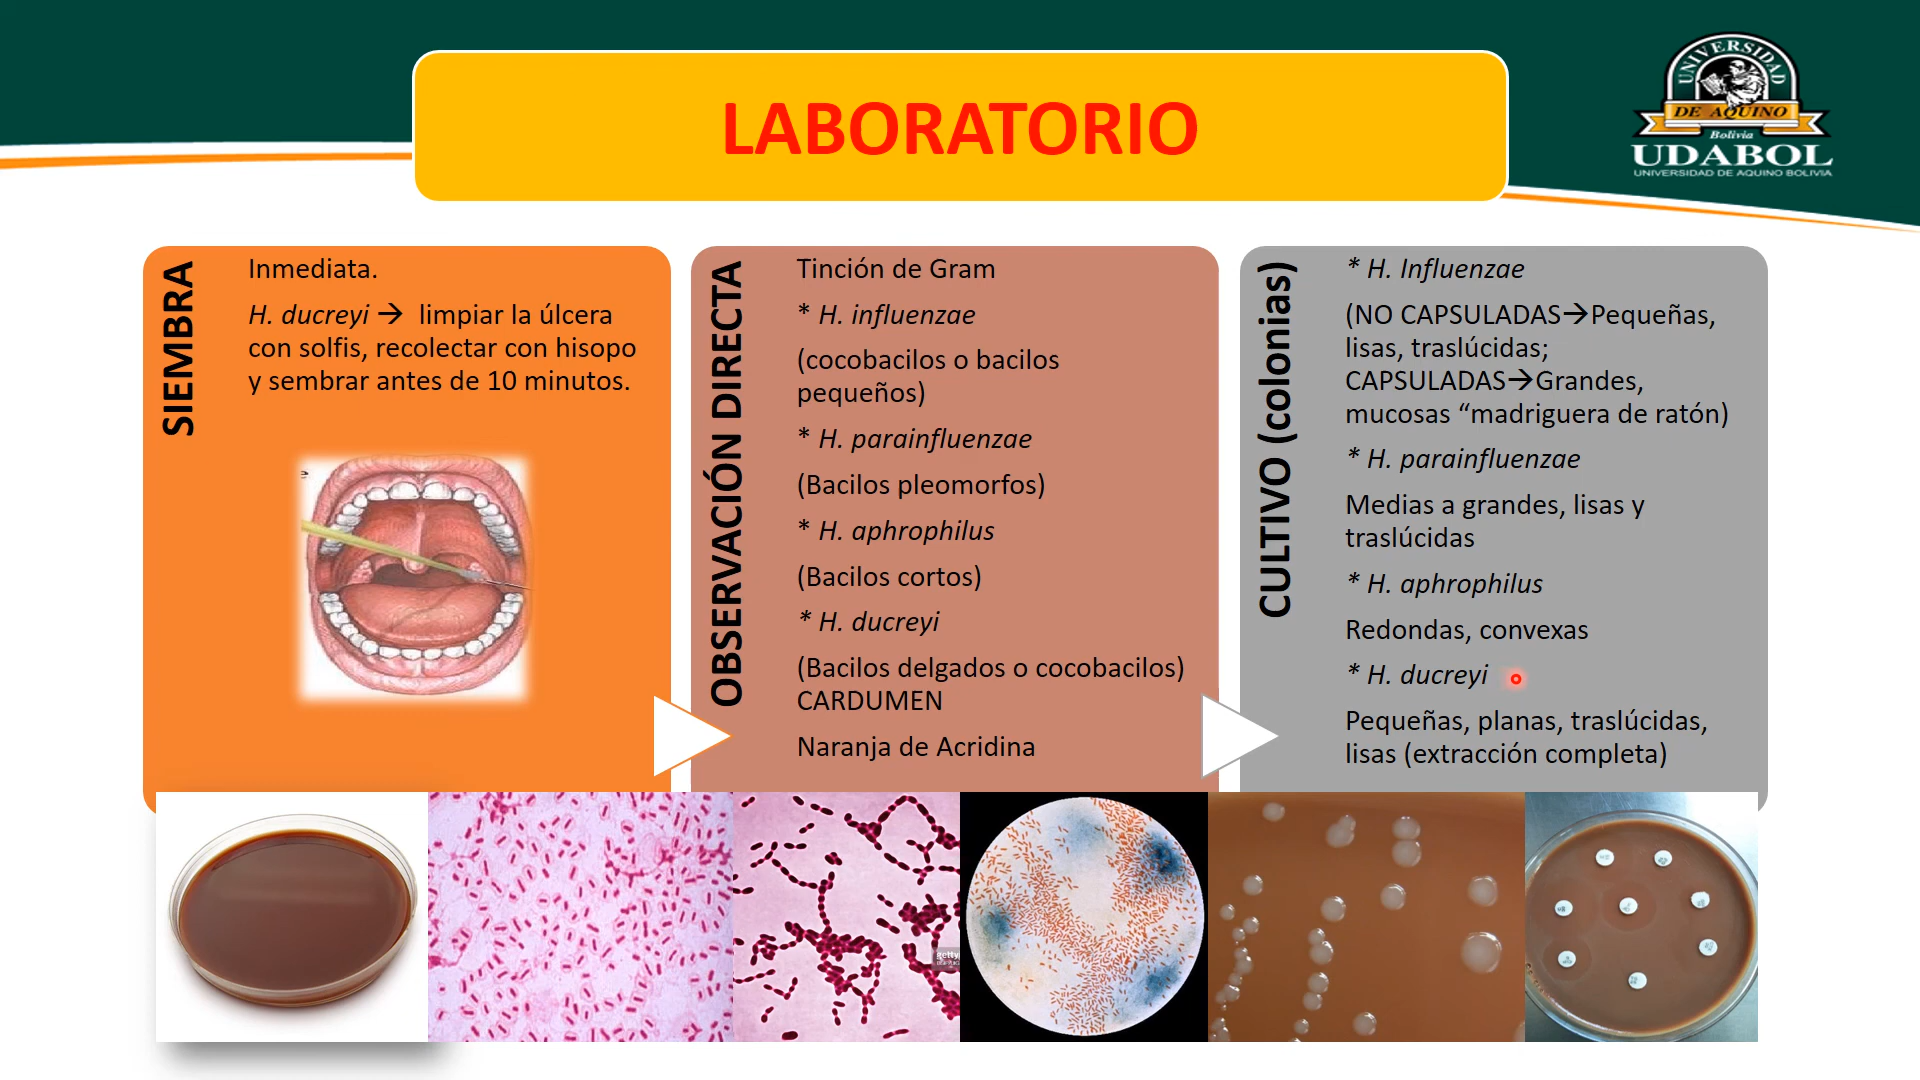 LABORATORIO
UNIVERSIDAD
DE AQUINO
Bolivia
UDABOL
UNIVERSIDAD DE AQUINO BOLIVIA
SIEMBRA
Inmediata.
H. ducreyi → limpiar la úlcera
con solfis, recolectar con hisopo
y sembrar antes de 10 minutos.
OBSERVACIÓN DIRECTA
Tinción de Gram
* H. influenzae
(cocobacilos o bacilos
pequeños)
* H. parainfluenzae
(Bacilos pleomorfos)
* H. aphrophilus
(Bacilos cortos)
* H. ducreyi
(Bacilos delgados o cocobacilos)
CARDUMEN
Naranja de Acridina
CULTIVO (colonias)
* H. Influenzae
(NO CAPSULADAS→Pequeñas,
lisas, traslúcidas;
CAPSULADAS→Grandes,
mucosas “madriguera de ratón)
* H. parainfluenzae
Medias a grandes, lisas y
traslúcidas
* H. aphrophilus
Redondas, convexas
* H. ducreyi
Pequeñas, planas, traslúcidas,
lisas (extracción completa)
getty